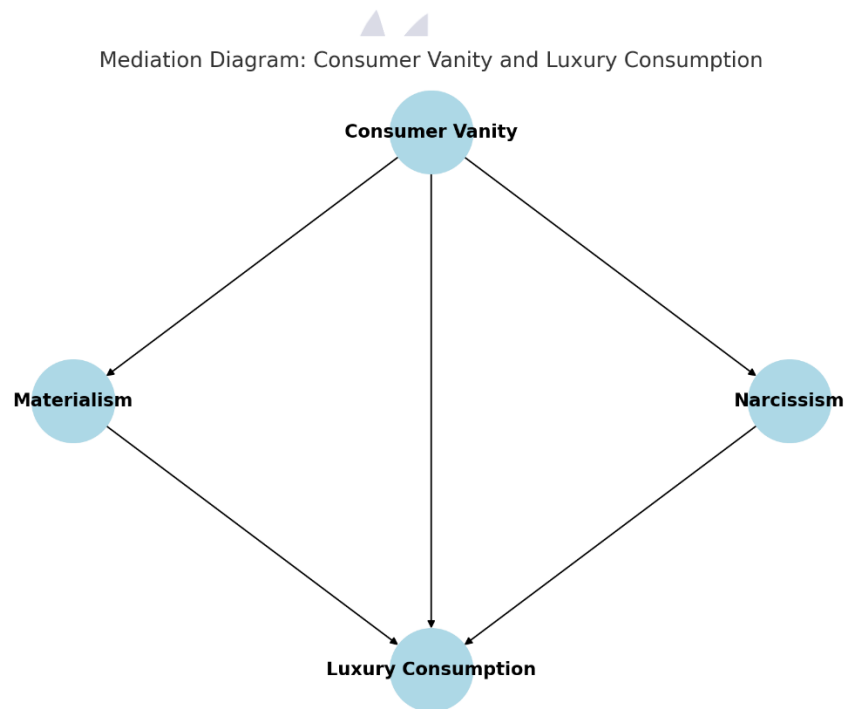 Mediation Diagram: Consumer Vanity and Luxury Consumption
Consumer Vanity
Materialism
Narcissism
Luxury Consumption